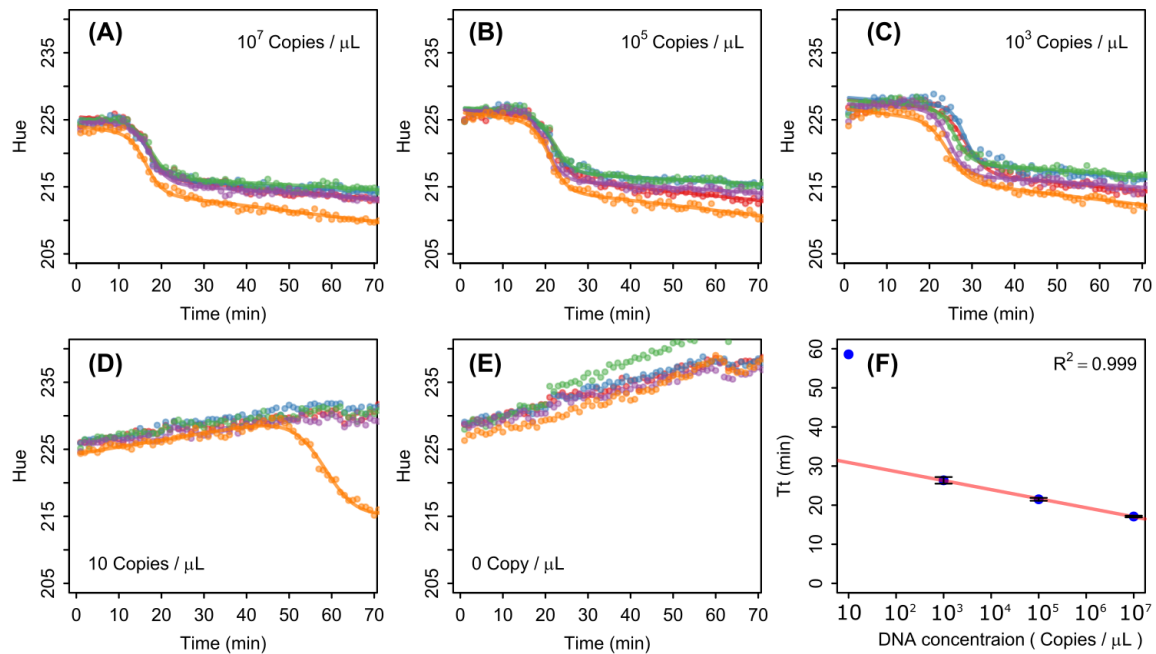 (A)
10⁷ Copies / μL
Hue
235
225
215
205
0 10 20 30 40 50 60 70
Time (min)
(B)
10⁵ Copies / μL
Hue
235
225
215
205
0 10 20 30 40 50 60 70
Time (min)
(C)
10³ Copies / μL
Hue
235
225
215
205
0 10 20 30 40 50 60 70
Time (min)
(D)
10 Copies / μL
Hue
235
225
215
205
0 10 20 30 40 50 60 70
Time (min)
(E)
0 Copy / μL
Hue
235
225
215
205
0 10 20 30 40 50 60 70
Time (min)
(F)
R² = 0.999
Tt (min)
60
50
40
30
20
10
0
10 10² 10³ 10⁴ 10⁵ 10⁶ 10⁷
DNA concentraion ( Copies / μL )